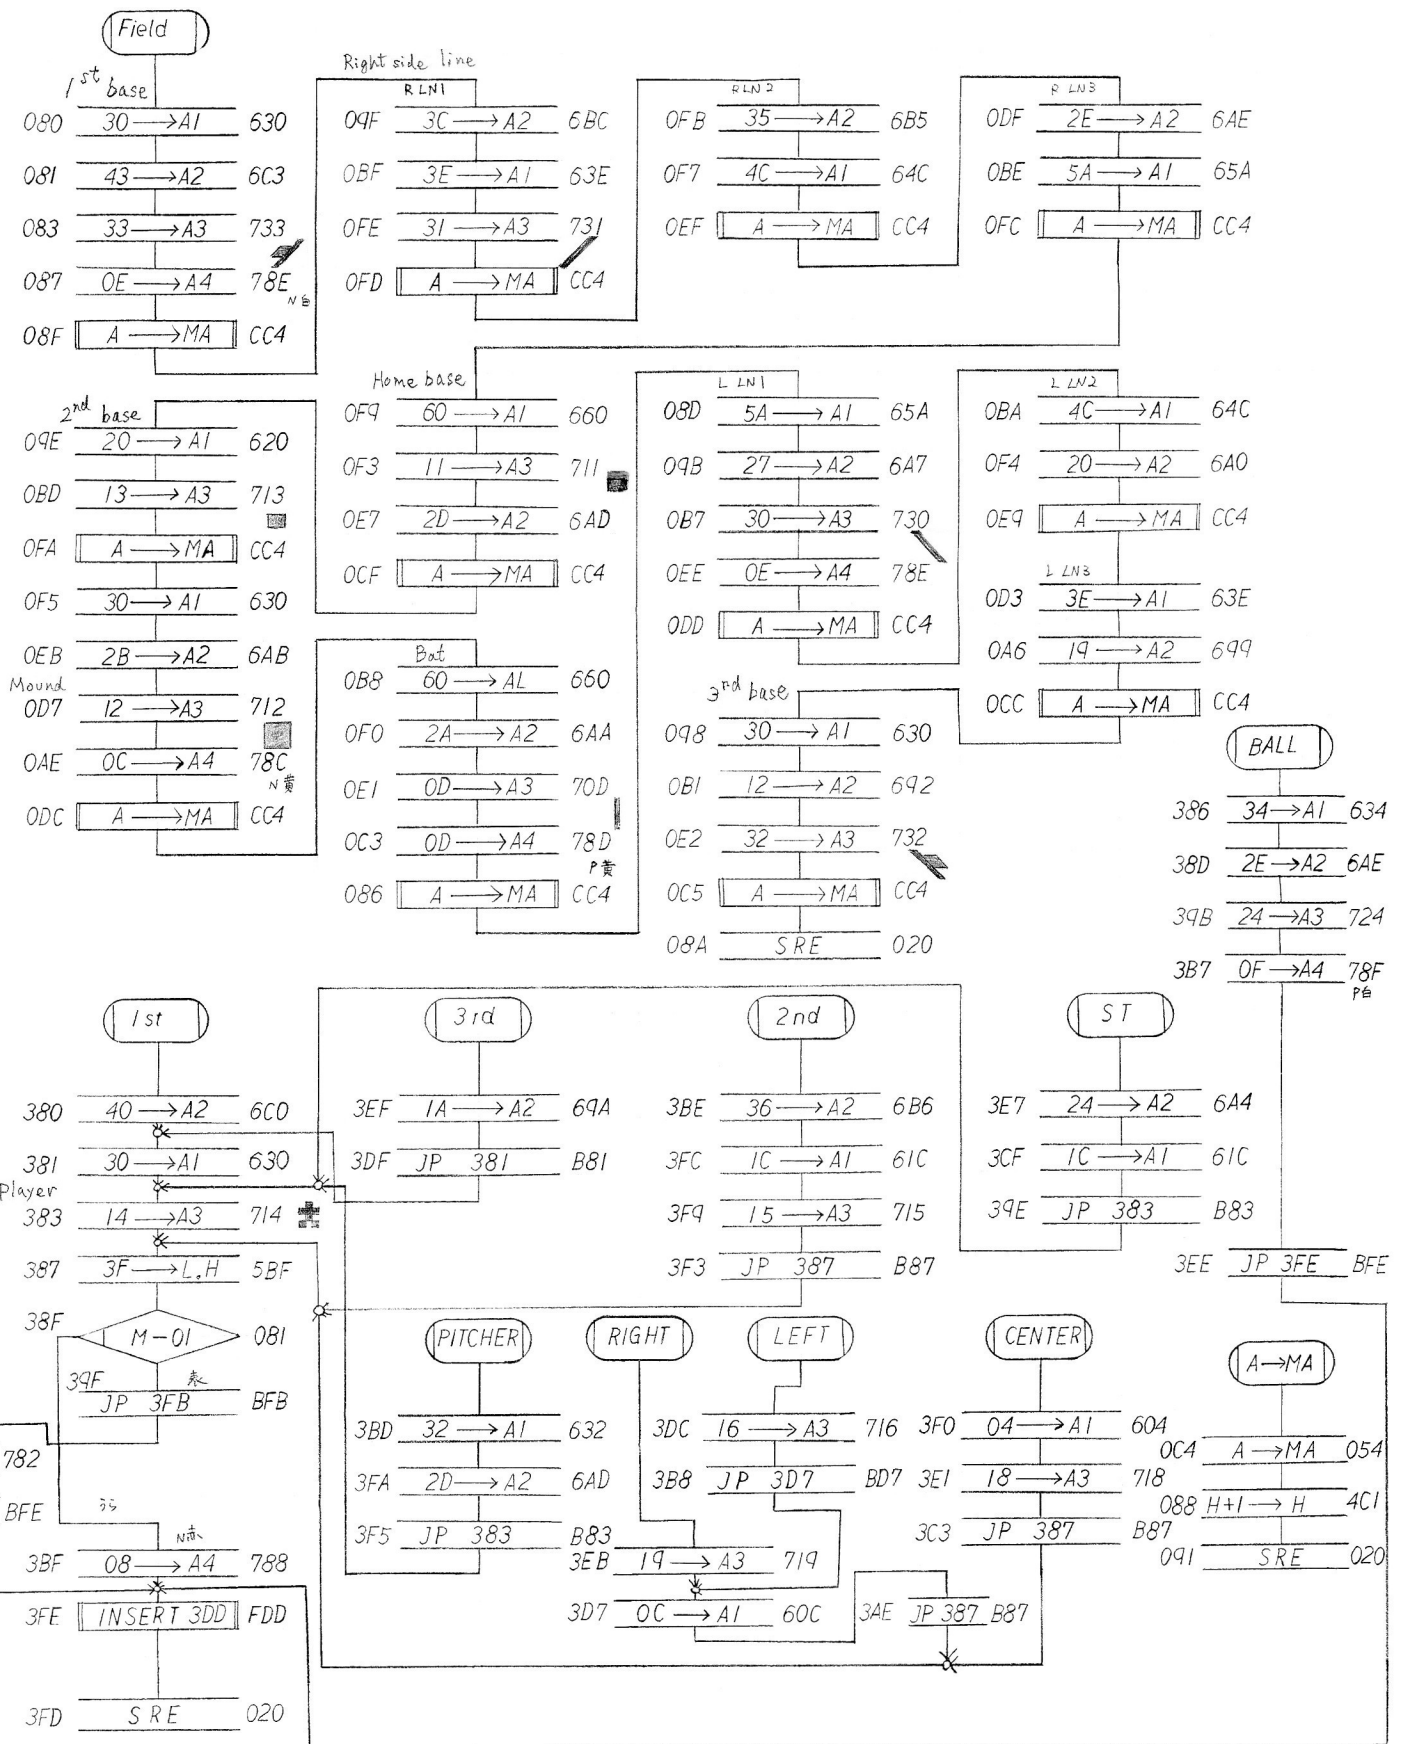 Field
1st base
080 30→A1 630
081 43→A2 6C3
083 33→A3 733
087 0E→A4 78E
N白
08F A→MA CC4
Right side line
R LN1
09F 3C→A2 6BC
0BF 3E→A1 63E
0FE 31→A3 731
0FD A→MA CC4
R LN2
0FB 35→A2 6B5
0F7 4C→A1 64C
0EF A→MA CC4
R LN3
0DF 2E→A2 6AE
0BE 5A→A1 65A
0FC A→MA CC4
Home base
0F9 60→A1 660
0F3 11→A3 711
0E7 2D→A2 6AD
0CF A→MA CC4
2nd base
09E 20→A1 620
0BD 13→A3 713
0FA A→MA CC4
0F5 30→A1 630
0EB 2B→A2 6AB
Mound
0D7 12→A3 712
0AE 0C→A4 78C
N黄
0DC A→MA CC4
Bat
0B8 60→AL 660
0F0 2A→A2 6AA
0E1 0D→A3 70D
0C3 0D→A4 78D
P黄
086 A→MA CC4
L LN1
08D 5A→A1 65A
09B 27→A2 6A7
0B7 30→A3 730
0EE 0E→A4 78E
0DD A→MA CC4
L LN2
0BA 4C→A1 64C
0F4 20→A2 6A0
0E9 A→MA CC4
L LN3
0D3 3E→A1 63E
0A6 19→A2 699
0CC A→MA CC4
3rd base
098 30→A1 630
0B1 12→A2 692
0E2 32→A3 732
0C5 A→MA CC4
08A SRE 020
BALL
386 34→A1 634
38D 2E→A2 6AE
39B 24→A3 724
3B7 0F→A4 78F
P白
3EE JP 3FE BFE
1st
380 40→A2 6C0
381 30→A1 630
Player
383 14→A3 714
387 3F→L.H 5BF
38F M-01 081
39F 表
JP 3FB BFB
782
BFE うら
N赤
3BF 08→A4 788
3FE INSERT 3DD FDD
3FD SRE 020
3rd
3EF 1A→A2 69A
3DF JP 381 B81
2nd
3BE 36→A2 6B6
3FC 1C→A1 61C
3F9 15→A3 715
3F3 JP 387 B87
ST
3E7 24→A2 6A4
3CF 1C→A1 61C
39E JP 383 B83
PITCHER
3BD 32→A1 632
3FA 2D→A2 6AD
3F5 JP 383 B83
RIGHT
3EB 19→A3 719
3D7 0C→A1 60C
3AE JP 387 B87
LEFT
3DC 16→A3 716
3B8 JP 3D7 BD7
CENTER
3F0 04→A1 604
3E1 18→A3 718
3C3 JP 387 B87
A→MA
0C4 A→MA 054
088 H+1→H 4C1
091 SRE 020